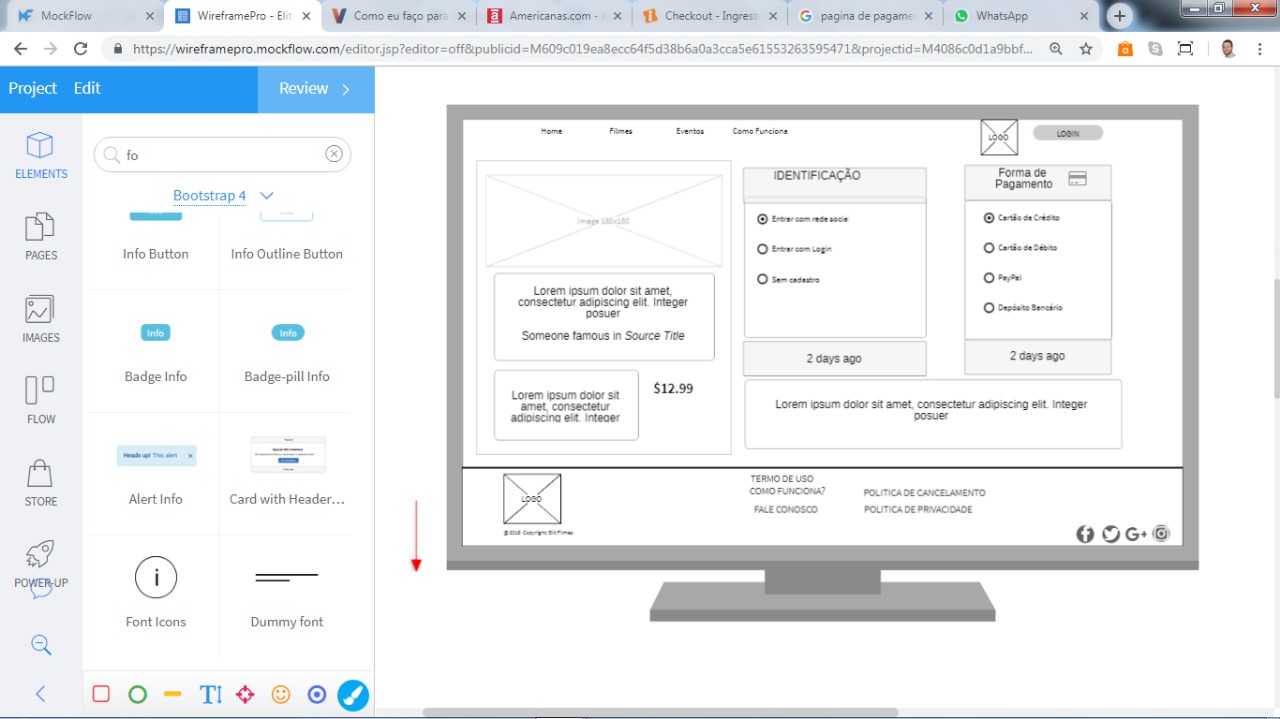 MockFlow
WireframePro - Elit
Como eu faço para
Americanas.com - A
Checkout - Ingress
pagina de pagamen
WhatsApp
https://wireframepro.mockflow.com/editor.jsp?editor=off&publicid=M609c019ea8ecc64f5d38b6a0a3cca5e61553263595471&projectid=M4086c0d1a9bbf...
Project Edit
Review
ELEMENTS
PAGES
IMAGES
FLOW
STORE
POWER-UP
fo
Bootstrap 4
Info
Info
Info Button
Info Outline Button
Info
Info
Badge Info
Badge-pill Info
Heads up! This alert
Alert Info
Card with Header...
Font Icons
Dummy font
Home
Filmes
Eventos
Como Funciona
LOGO
LOGIN
Image 180x180
Lorem ipsum dolor sit amet,
consectetur adipiscing elit. Integer
posuer
Someone famous in Source Title
Lorem ipsum dolor sit
amet, consectetur
adipiscing elit. Integer
$12.99
IDENTIFICAÇÃO
Entrar com rede social
Entrar com Login
Sem cadastro
2 days ago
Forma de
Pagamento
Cartão de Crédito
Cartão de Débito
PayPal
Depósito Bancário
2 days ago
Lorem ipsum dolor sit amet, consectetur adipiscing elit. Integer
posuer
LOGO
TERMO DE USO
COMO FUNCIONA?
FALE CONOSCO
POLITICA DE CANCELAMENTO
POLITICA DE PRIVACIDADE
Copyright